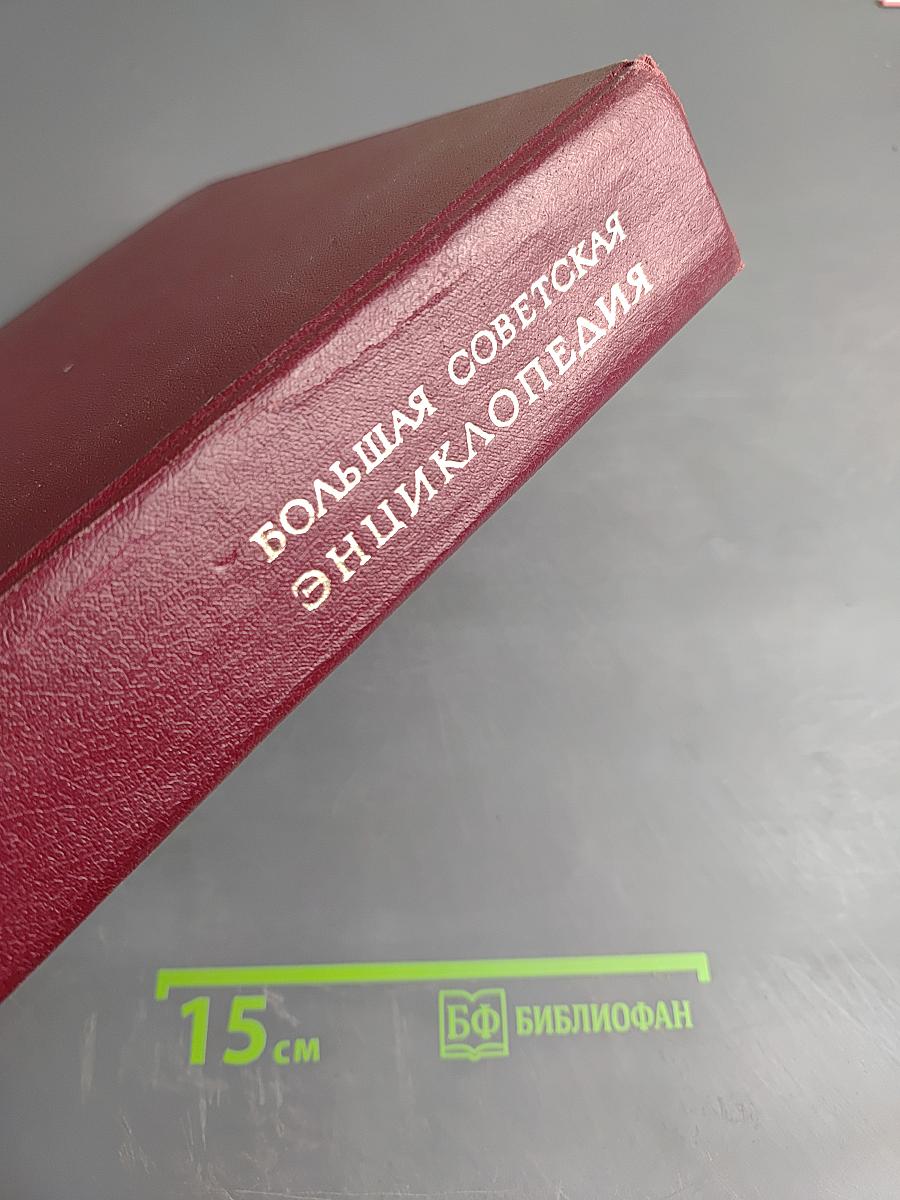 БОЛЬШАЯ СОВЕТСКАЯ
ЭНЦИКЛОПЕДИЯ
15 см
БФ БИБЛИОФАН